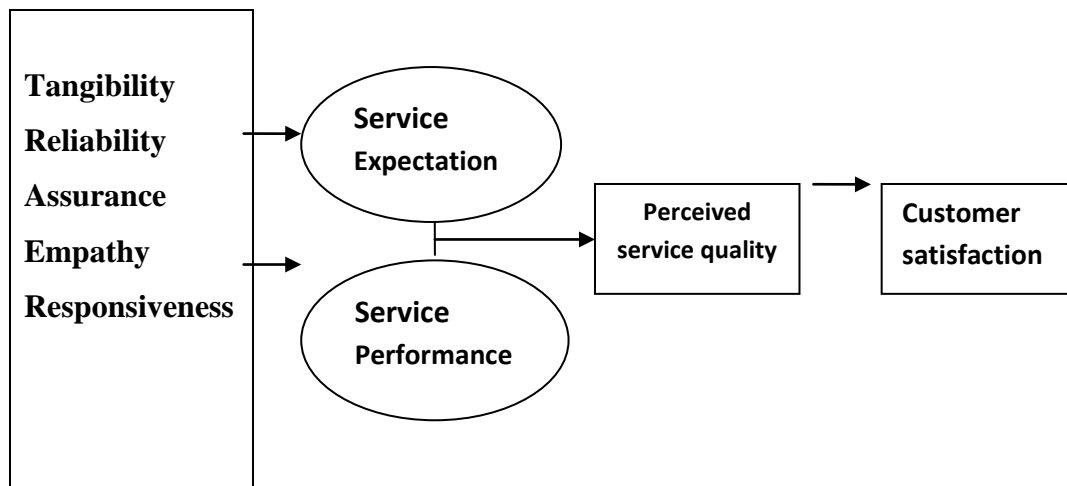 Tangibility
Reliability
Assurance
Empathy
Responsiveness
Service
Expectation
Service
Performance
Perceived
service quality
Customer
satisfaction